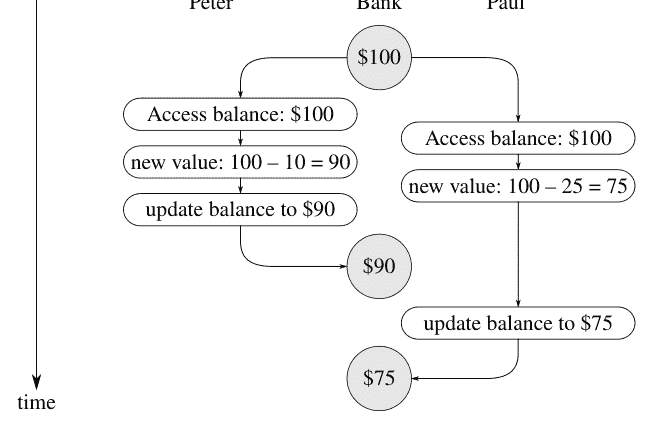 Peter Bank Paul
$100
Access balance: $100
Access balance: $100
new value: 100 – 10 = 90
new value: 100 – 25 = 75
update balance to $90
$90
update balance to $75
$75
time